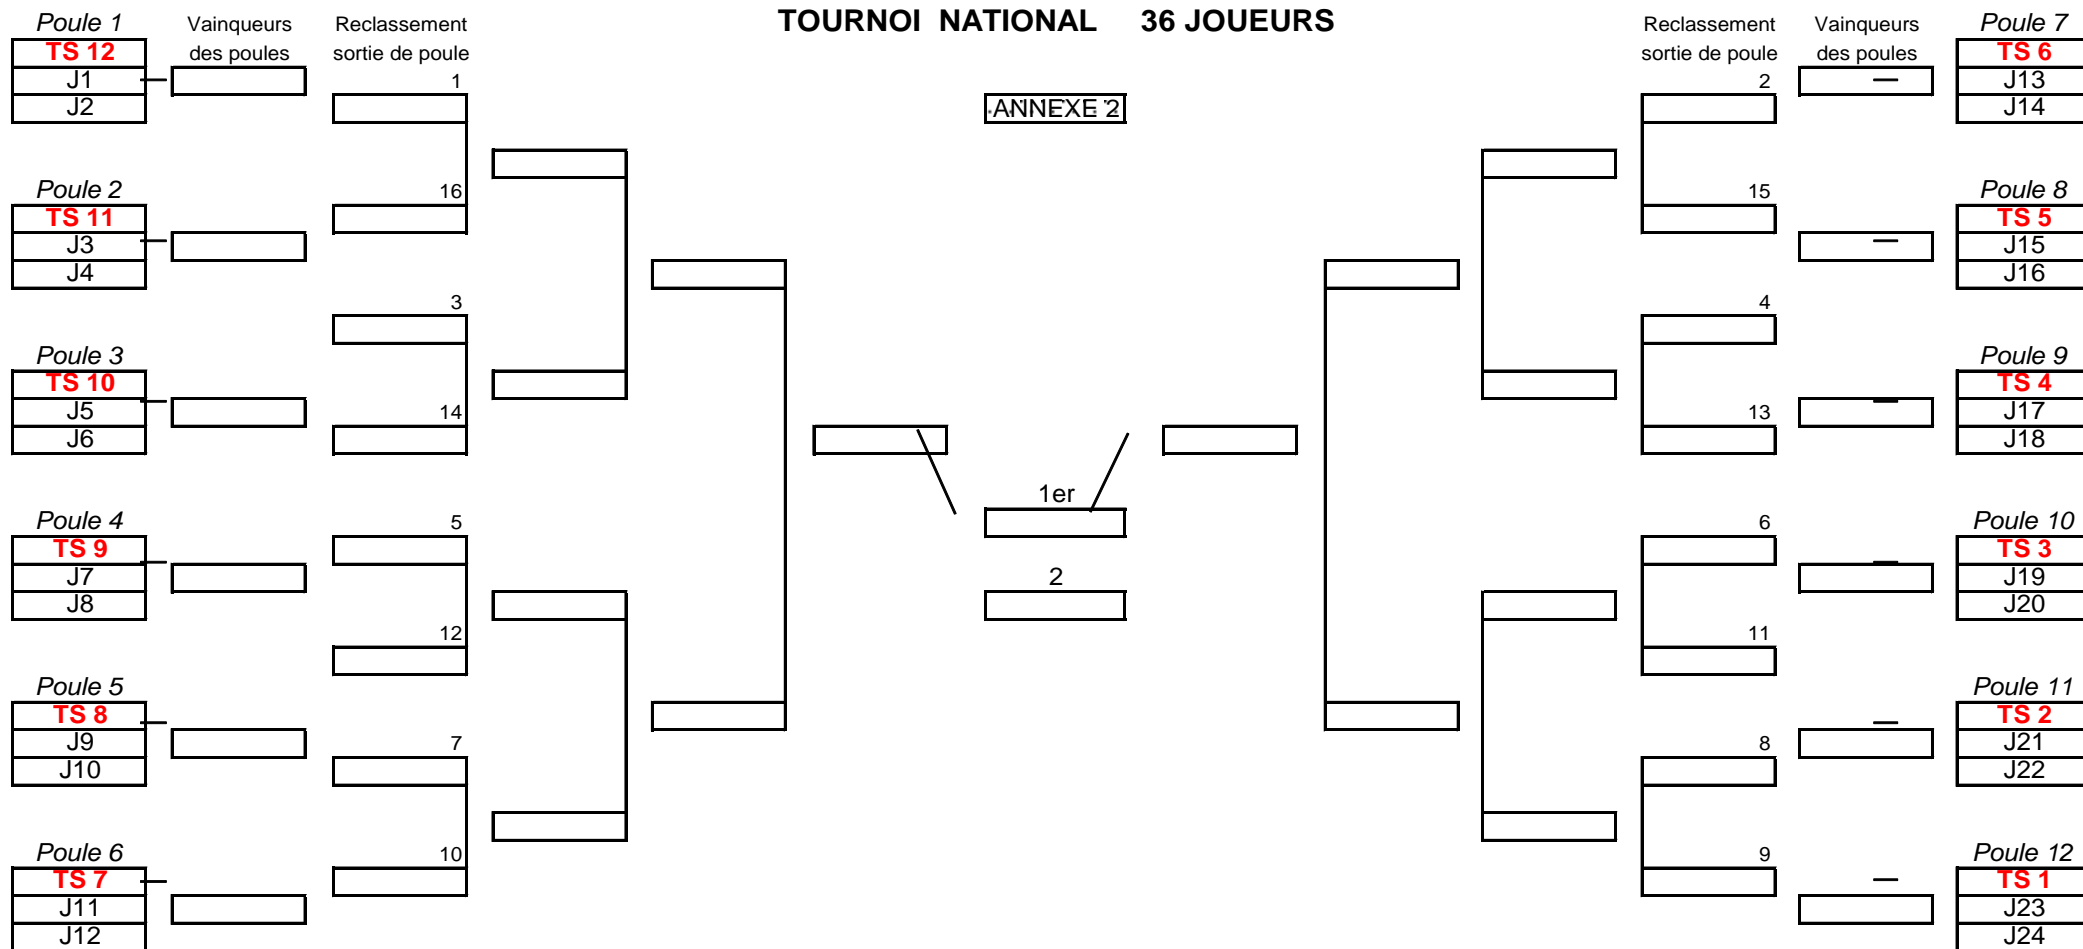 TOURNOI NATIONAL 36 JOUEURS
ANNEXE 2
Poule 1
TS 12
J1
J2
Poule 2
TS 11
J3
J4
Poule 3
TS 10
J5
J6
Poule 4
TS 9
J7
J8
Poule 5
TS 8
J9
J10
Poule 6
TS 7
J11
J12
Vainqueurs
des poules
Reclassement
sortie de poule
1
16
3
14
5
12
7
10
1er
2
Reclassement
sortie de poule
2
15
4
13
6
11
8
9
Vainqueurs
des poules
Poule 7
TS 6
J13
J14
Poule 8
TS 5
J15
J16
Poule 9
TS 4
J17
J18
Poule 10
TS 3
J19
J20
Poule 11
TS 2
J21
J22
Poule 12
TS 1
J23
J24